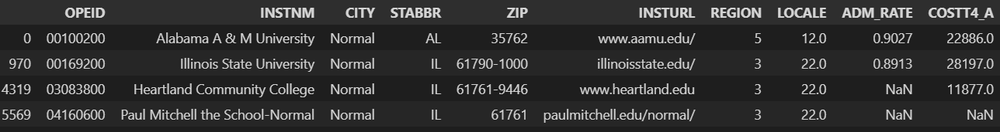 OPEID INSTNM CITY STABBR ZIP INSTURL REGION LOCALE ADM_RATE COSTT4_A
0 00100200 Alabama A & M University Normal AL 35762 www.aamu.edu/ 5 12.0 0.9027 22886.0
970 00169200 Illinois State University Normal IL 61790-1000 illinoisstate.edu/ 3 22.0 0.8913 28197.0
4319 03083800 Heartland Community College Normal IL 61761-9446 www.heartland.edu 3 22.0 NaN 11877.0
5569 04160600 Paul Mitchell the School-Normal Normal IL 61761 paulmitchell.edu/normal/ 3 22.0 NaN NaN